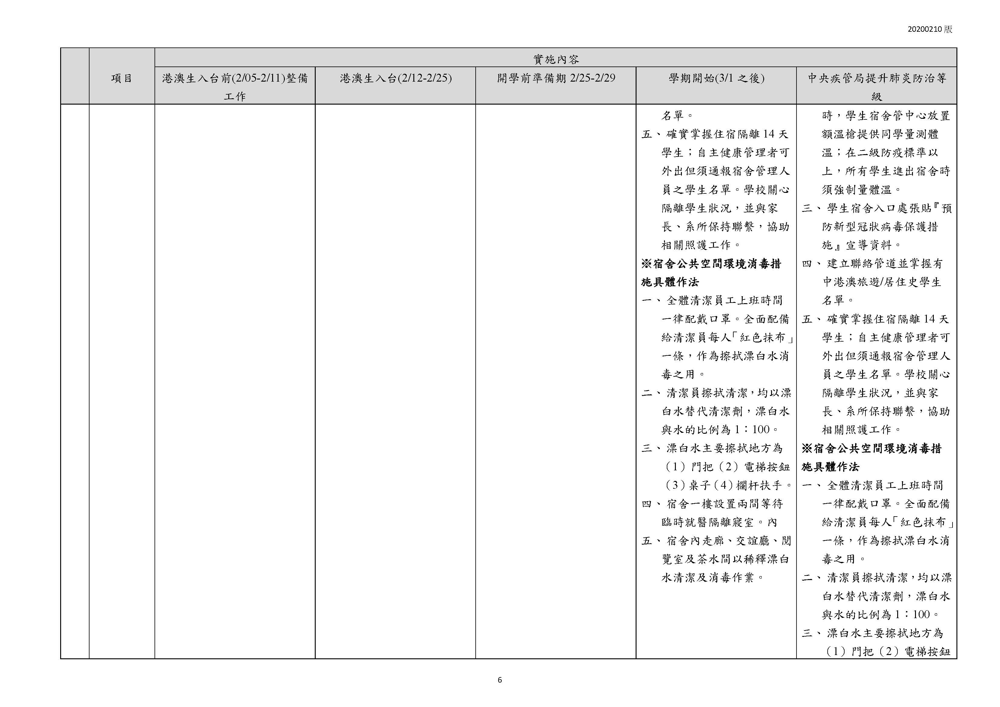 20200210 版
項目
實施內容
港澳生入台前(2/05-2/11)整備
工作
港澳生入台(2/12-2/25)
開學前準備期 2/25-2/29
學期開始(3/1 之後)
中央疾管局提升肺炎防治等
級
名單。
五、確實掌握住宿隔離 14 天
學生；自主健康管理者可
外出但須通報宿舍管理人
員之學生名單。學校關心
隔離學生狀況，並與家
長、系所保持聯繫，協助
相關照護工作。
※宿舍公共空間環境消毒措
施具體作法
一、全體清潔員工上班時間
一律配戴口罩。全面配備
給清潔員每人「紅色抹布」
一條，作為擦拭漂白水消
毒之用。
二、清潔員擦拭清潔，均以漂
白水替代清潔劑，漂白水
與水的比例為 1：100。
三、漂白水主要擦拭地方為
（1）門把（2）電梯按鈕
（3）桌子（4）欄杆扶手。
四、宿舍一樓設置兩間等待
臨時就醫隔離寢室。內
五、宿舍內走廊、交誼廳、閱
覽室及茶水間以稀釋漂白
水清潔及消毒作業。
時，學生宿舍管中心放置
額溫槍提供同學量測體
溫；在二級防疫標準以
上，所有學生進出宿舍時
須強制量體溫。
三、學生宿舍入口處張貼『預
防新型冠狀病毒保護措
施』宣導資料。
四、建立聯絡管道並掌握有
中港澳旅遊/居住史學生
名單。
五、確實掌握住宿隔離 14 天
學生；自主健康管理者可
外出但須通報宿舍管理人
員之學生名單。學校關心
隔離學生狀況，並與家
長、系所保持聯繫，協助
相關照護工作。
※宿舍公共空間環境消毒措
施具體作法
一、全體清潔員工上班時間
一律配戴口罩。全面配備
給清潔員每人「紅色抹布」
一條，作為擦拭漂白水消
毒之用。
二、清潔員擦拭清潔，均以漂
白水替代清潔劑，漂白水
與水的比例為 1：100。
三、漂白水主要擦拭地方為
（1）門把（2）電梯按鈕
6